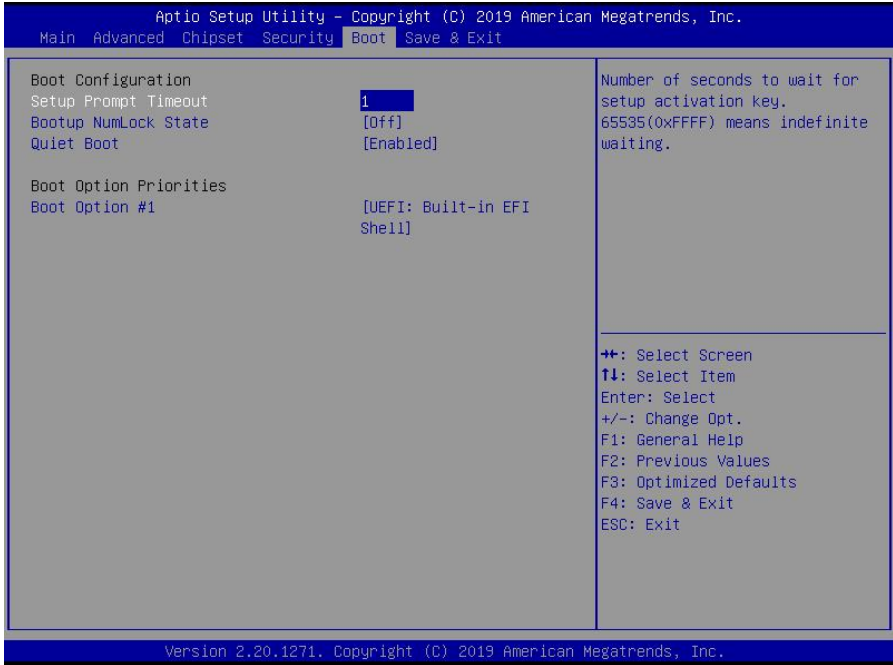 Aptio Setup Utility – Copyright (C) 2019 American Megatrends, Inc.
Main Advanced Chipset Security Boot Save & Exit
Boot Configuration
Setup Prompt Timeout 1
Bootup NumLock State [Off]
Quiet Boot [Enabled]
Boot Option Priorities
Boot Option #1 [UEFI: Built-in EFI
Shell]
Number of seconds to wait for
setup activation key.
65535(0xFFFF) means indefinite
waiting.
→←: Select Screen
↑↓: Select Item
Enter: Select
+/-: Change Opt.
F1: General Help
F2: Previous Values
F3: Optimized Defaults
F4: Save & Exit
ESC: Exit
Version 2.20.1271. Copyright (C) 2019 American Megatrends, Inc.